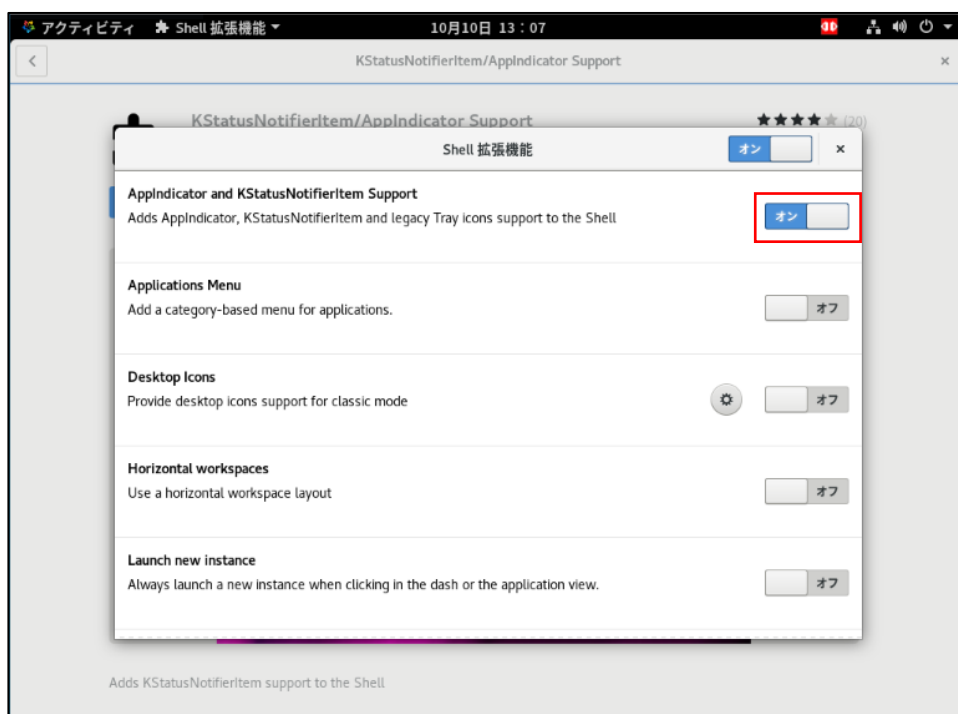 アクティビティ Shell 拡張機能 10月10日 13：07
KStatusNotifierItem/AppIndicator Support
KStatusNotifierItem/AppIndicator Support (20)
Shell 拡張機能 オン
AppIndicator and KStatusNotifierItem Support
Adds AppIndicator, KStatusNotifierItem and legacy Tray icons support to the Shell
オン
Applications Menu
Add a category-based menu for applications.
オフ
Desktop Icons
Provide desktop icons support for classic mode
オフ
Horizontal workspaces
Use a horizontal workspace layout
オフ
Launch new instance
Always launch a new instance when clicking in the dash or the application view.
オフ
Adds KStatusNotifierItem support to the Shell